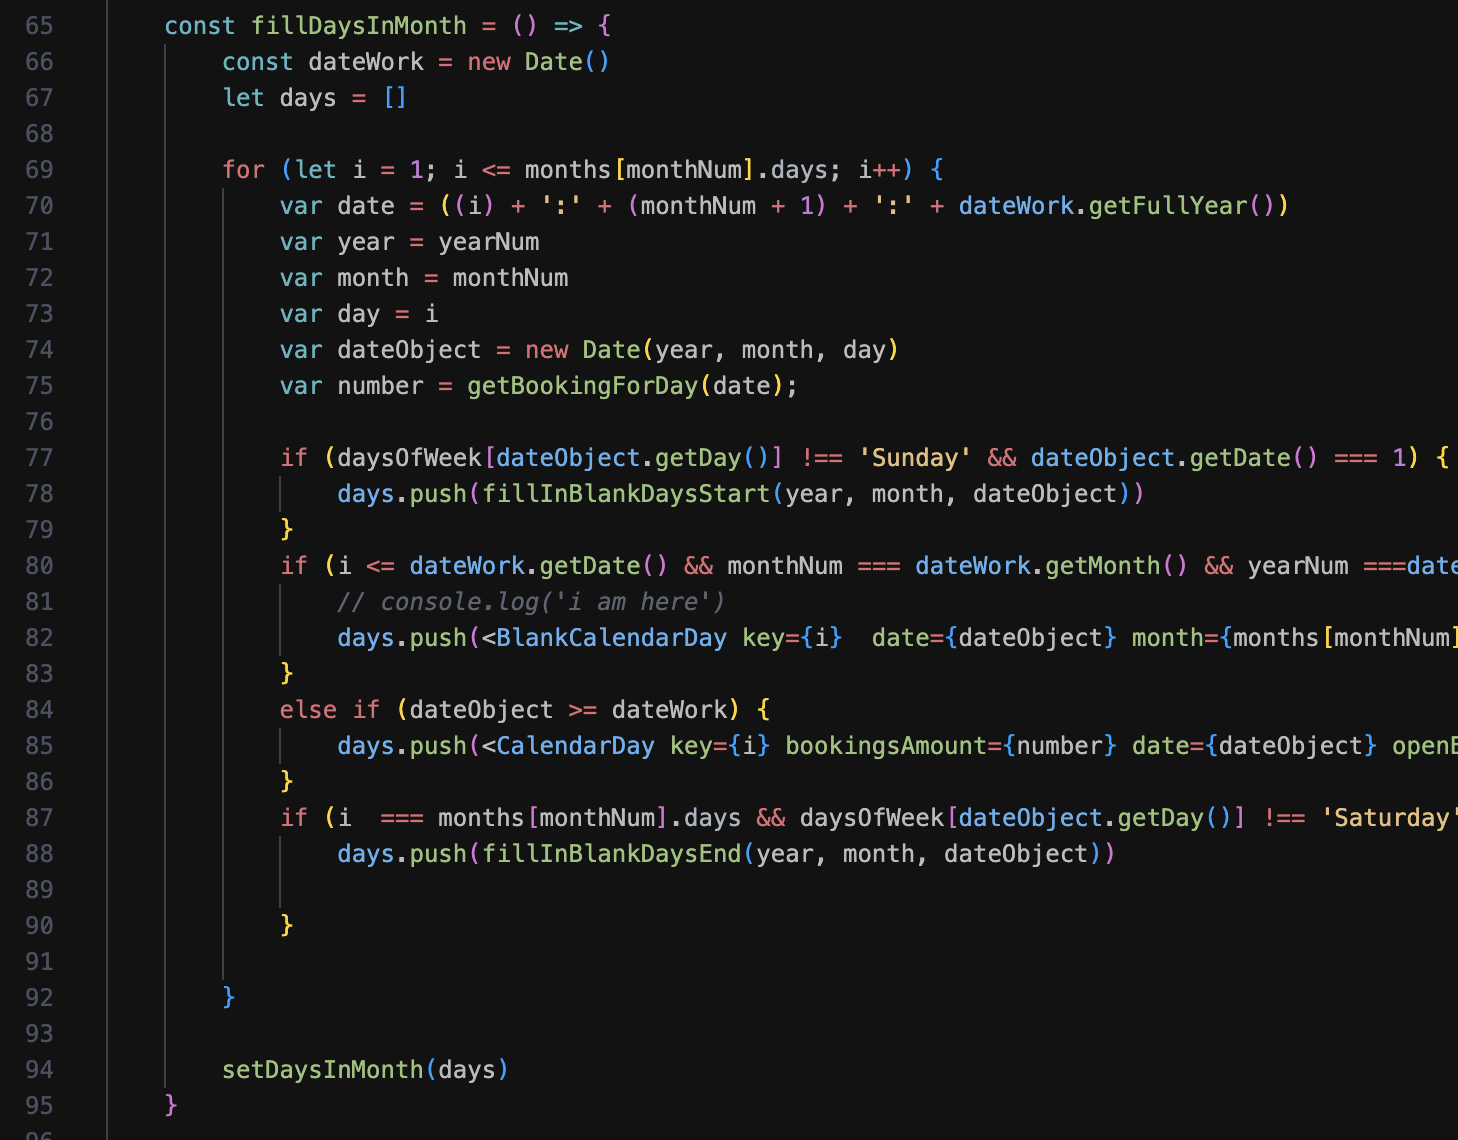 65 const fillDaysInMonth = () => {
66 const dateWork = new Date()
67 let days = []
68
69 for (let i = 1; i <= months[monthNum].days; i++) {
70 var date = ((i) + ':' + (monthNum + 1) + ':' + dateWork.getFullYear())
71 var year = yearNum
72 var month = monthNum
73 var day = i
74 var dateObject = new Date(year, month, day)
75 var number = getBookingForDay(date);
76
77 if (daysOfWeek[dateObject.getDay()] !== 'Sunday' && dateObject.getDate() === 1) {
78 days.push(fillInBlankDaysStart(year, month, dateObject))
79 }
80 if (i <= dateWork.getDate() && monthNum === dateWork.getMonth() && yearNum ===date
81 // console.log('i am here')
82 days.push(<BlankCalendarDay key={i}  date={dateObject} month={months[monthNum]
83 }
84 else if (dateObject >= dateWork) {
85 days.push(<CalendarDay key={i} bookingsAmount={number} date={dateObject} open
86 }
87 if (i  === months[monthNum].days && daysOfWeek[dateObject.getDay()] !== 'Saturday'
88 days.push(fillInBlankDaysEnd(year, month, dateObject))
89
90 }
91
92 }
93
94 setDaysInMonth(days)
95 }
96